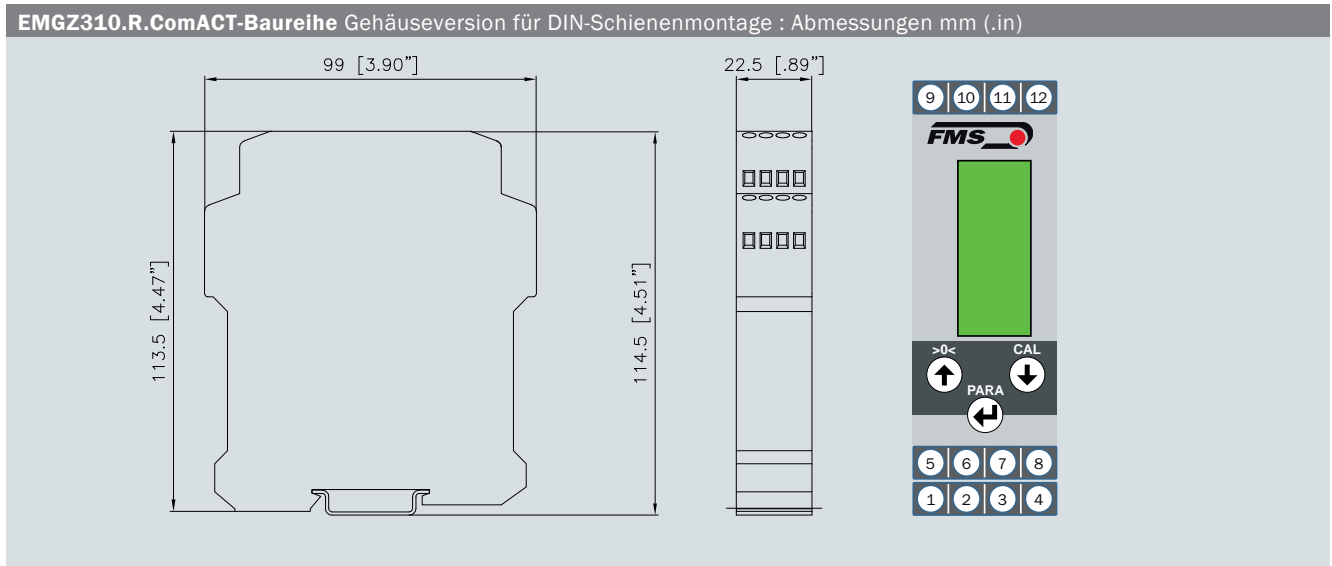 EMGZ310.R.ComACT-Baureihe Gehäuseversion für DIN-Schienenmontage : Abmessungen mm (.in)
99 [3.90”]
22.5 [.89”]
113.5 [4.47”]
114.5 [4.51”]
9 10 11 12
FMS
>0< CAL
PARA
5 6 7 8
1 2 3 4